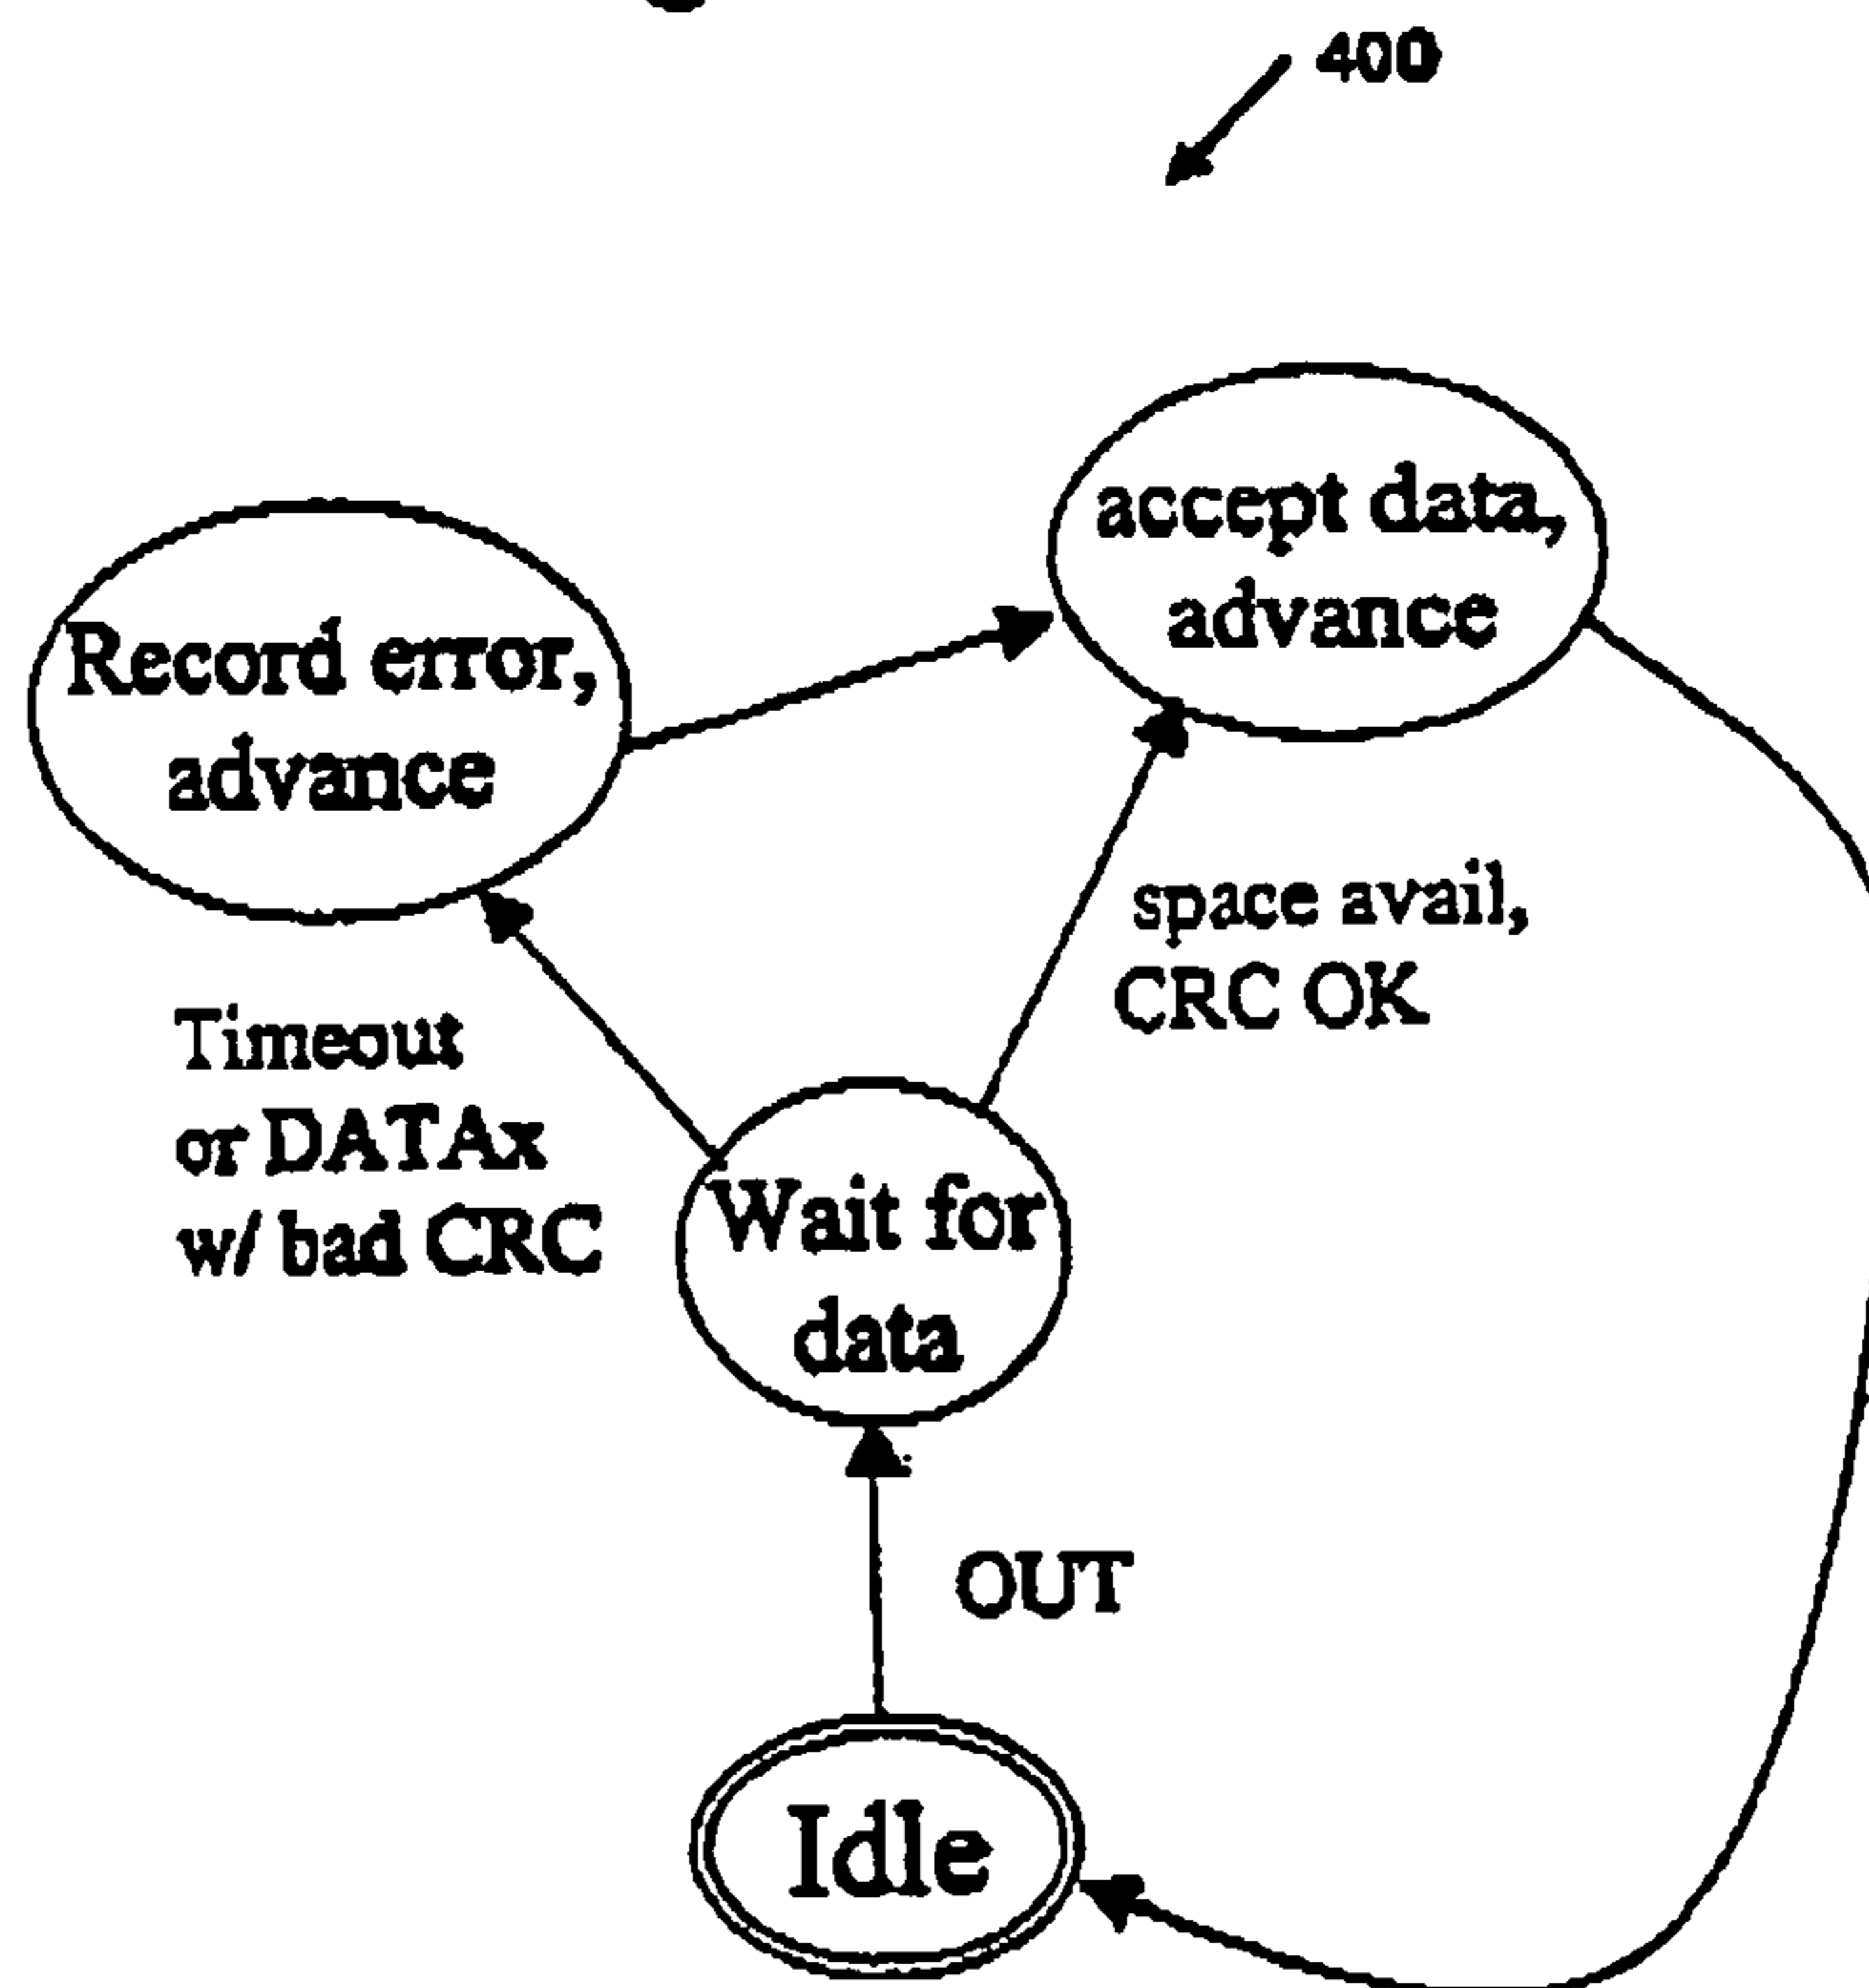 400
accept data,
advance
Record error,
advance
space avail,
CRC OK
Timeout
or DATAx
w/ bad CRC
Wait for
data
OUT
Idle